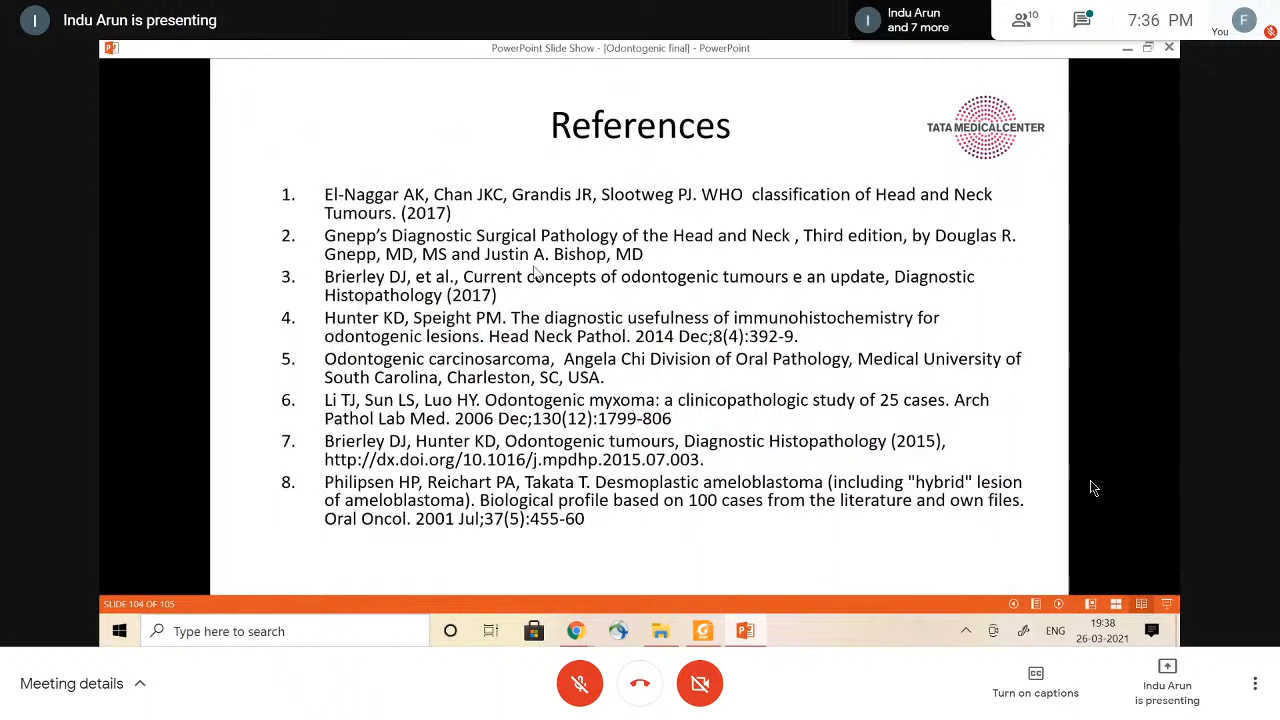 I
Indu Arun is presenting
I
Indu Arun
and 7 more
10
7:36 PM
You
F
PowerPoint Slide Show - [Odontogenic final] - PowerPoint
References
TATA MEDICAL CENTER
1. El-Naggar AK, Chan JKC, Grandis JR, Slootweg PJ. WHO classification of Head and Neck
Tumours. (2017)
2. Gnepp's Diagnostic Surgical Pathology of the Head and Neck , Third edition, by Douglas R.
Gnepp, MD, MS and Justin A. Bishop, MD
3. Brierley DJ, et al., Current concepts of odontogenic tumours e an update, Diagnostic
Histopathology (2017)
4. Hunter KD, Speight PM. The diagnostic usefulness of immunohistochemistry for
odontogenic lesions. Head Neck Pathol. 2014 Dec;8(4):392-9.
5. Odontogenic carcinosarcoma, Angela Chi Division of Oral Pathology, Medical University of
South Carolina, Charleston, SC, USA.
6. Li TJ, Sun LS, Luo HY. Odontogenic myxoma: a clinicopathologic study of 25 cases. Arch
Pathol Lab Med. 2006 Dec;130(12):1799-806
7. Brierley DJ, Hunter KD, Odontogenic tumours, Diagnostic Histopathology (2015),
http://dx.doi.org/10.1016/j.mpdhp.2015.07.003.
8. Philipsen HP, Reichart PA, Takata T. Desmoplastic ameloblastoma (including "hybrid" lesion
of ameloblastoma). Biological profile based on 100 cases from the literature and own files.
Oral Oncol. 2001 Jul;37(5):455-60
SLIDE 104 OF 105
Type here to search
ENG
19:38
26-03-2021
Meeting details
Turn on captions
Indu Arun
is presenting